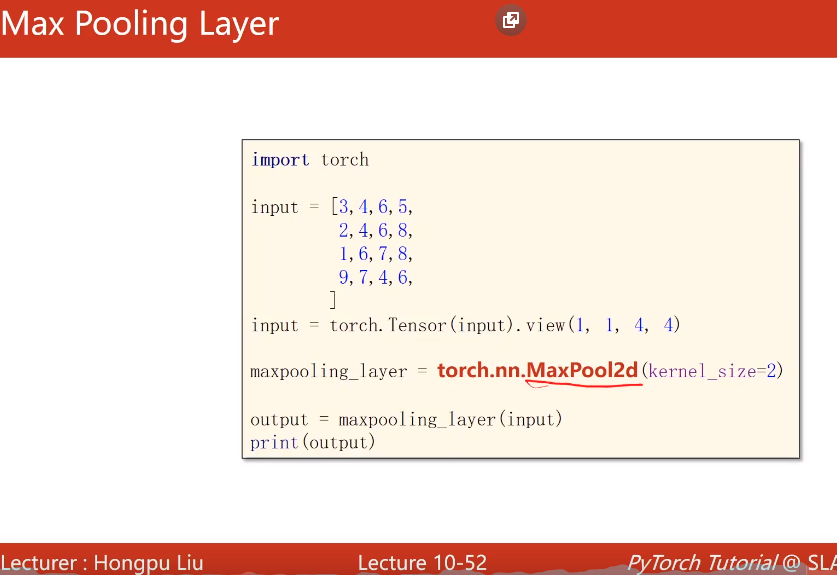 Max Pooling Layer
import torch
input = [3,4,6,5,
2,4,6,8,
1,6,7,8,
9,7,4,6,
]
input = torch.Tensor(input).view(1, 1, 4, 4)
maxpooling_layer = torch.nn.MaxPool2d(kernel_size=2)
output = maxpooling_layer(input)
print(output)
Lecturer : Hongpu Liu
Lecture 10-52
PyTorch Tutorial @ SLA